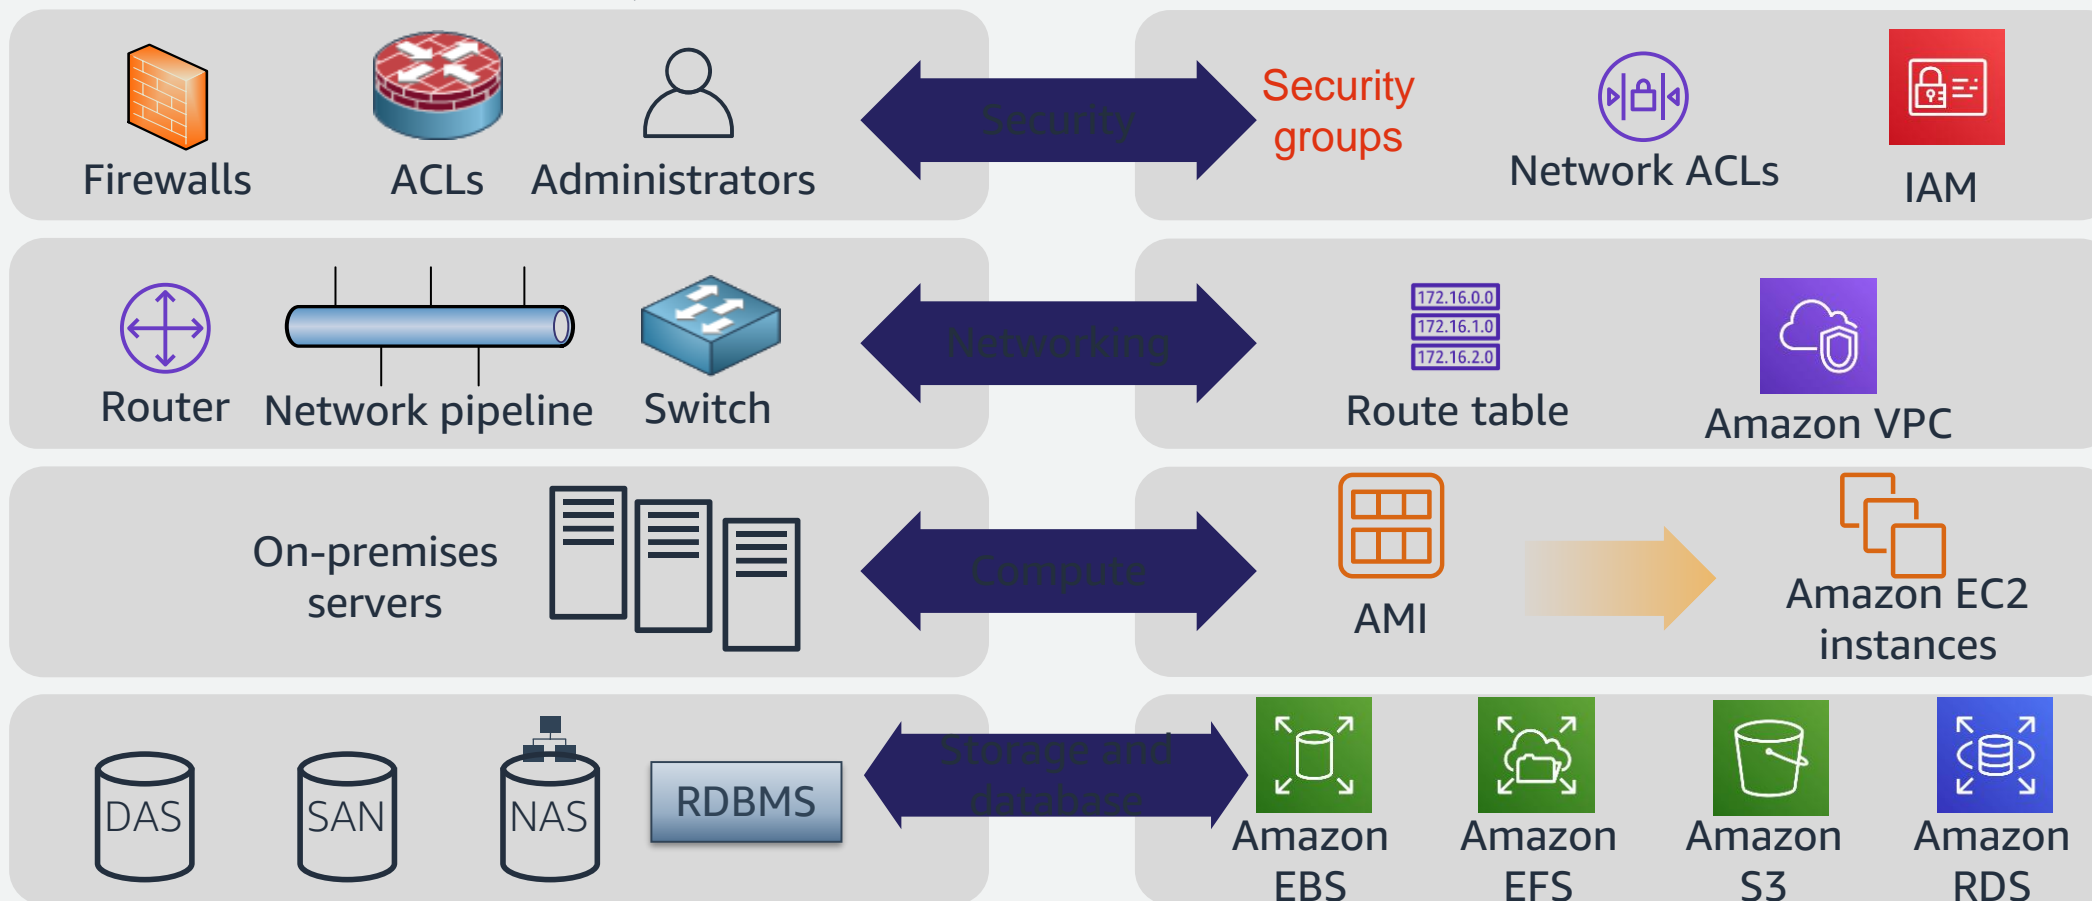 Firewalls
ACLs
Administrators
Security
Security
groups
Network ACLs
IAM
Router
Network pipeline
Switch
Networking
172.16.0.0
172.16.1.0
172.16.2.0
Route table
Amazon VPC
On-premises
servers
Compute
AMI
Amazon EC2
instances
DAS
SAN
NAS
RDBMS
Storage and
database
Amazon
EBS
Amazon
EFS
Amazon
S3
Amazon
RDS